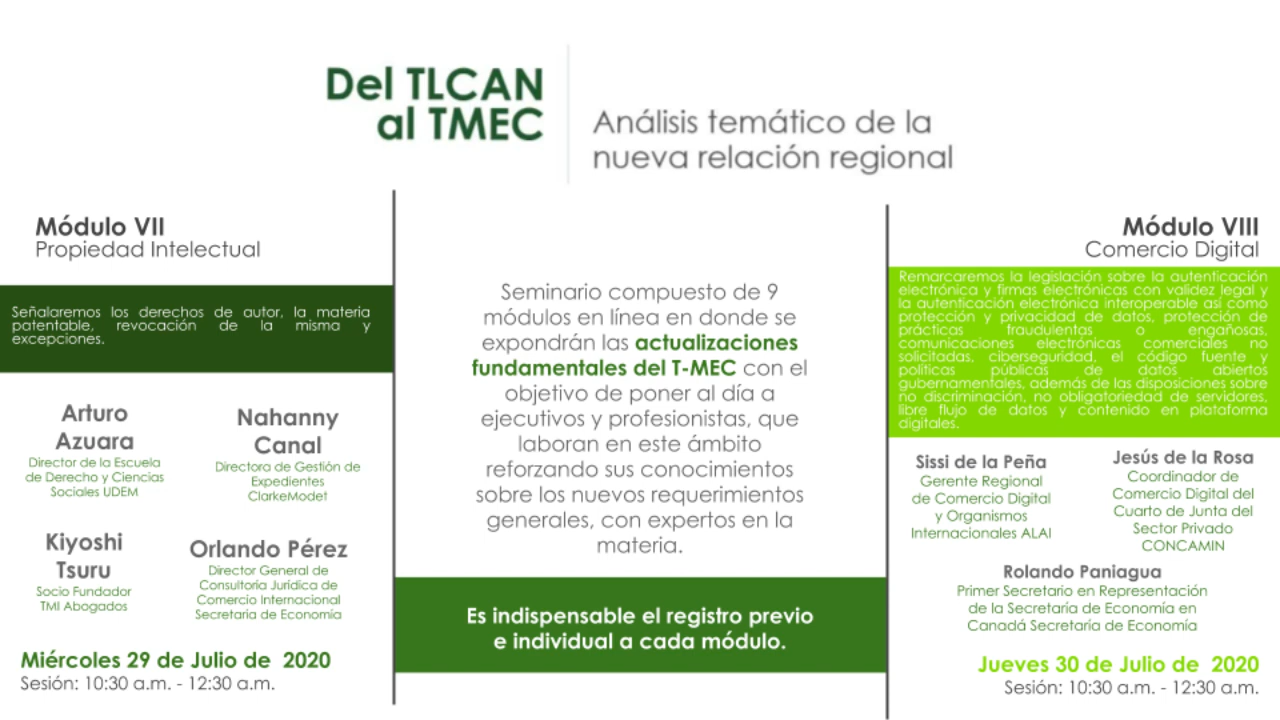 Del TLCAN
al TMEC
Análisis temático de la
nueva relación regional
Módulo VII
Propiedad Intelectual
Señalaremos los derechos de autor, la materia
patentable, revocación de la misma y
excepciones.
Arturo
Azuara
Director de la Escuela
de Derecho y Ciencias
Sociales UDEM
Nahanny
Canal
Directora de Gestión de
Expedientes
ClarkeModet
Kiyoshi
Tsuru
Socio Fundador
TMI Abogados
Orlando Pérez
Director General de
Consultoría Jurídica de
Comercio Internacional
Secretaría de Economía
Miércoles 29 de Julio de 2020
Sesión: 10:30 a.m. - 12:30 a.m.
Seminario compuesto de 9
módulos en línea en donde se
expondrán las actualizaciones
fundamentales del T-MEC con el
objetivo de poner al día a
ejecutivos y profesionistas, que
laboran en este ámbito
reforzando sus conocimientos
sobre los nuevos requerimientos
generales, con expertos en la
materia.
Es indispensable el registro previo
e individual a cada módulo.
Módulo VIII
Comercio Digital
Remarcaremos la legislación sobre la autenticación
electrónica y firmas electrónicas con validez legal y
la autenticación electrónica interoperable así como
protección y privacidad de datos, protección de
prácticas fraudulentas o engañosas,
comunicaciones electrónicas comerciales no
solicitadas, ciberseguridad, el código fuente y
políticas públicas de datos abiertos
gubernamentales, además de las disposiciones sobre
no discriminación, no obligatoriedad de servidores,
libre flujo de datos y contenido en plataforma
digitales.
Sissi de la Peña
Gerente Regional
de Comercio Digital
y Organismos
Internacionales ALAI
Jesús de la Rosa
Coordinador de
Comercio Digital del
Cuarto de Junta del
Sector Privado
CONCAMIN
Rolando Paniagua
Primer Secretario en Representación
de la Secretaría de Economía en
Canadá Secretaría de Economía
Jueves 30 de Julio de 2020
Sesión: 10:30 a.m. - 12:30 a.m.